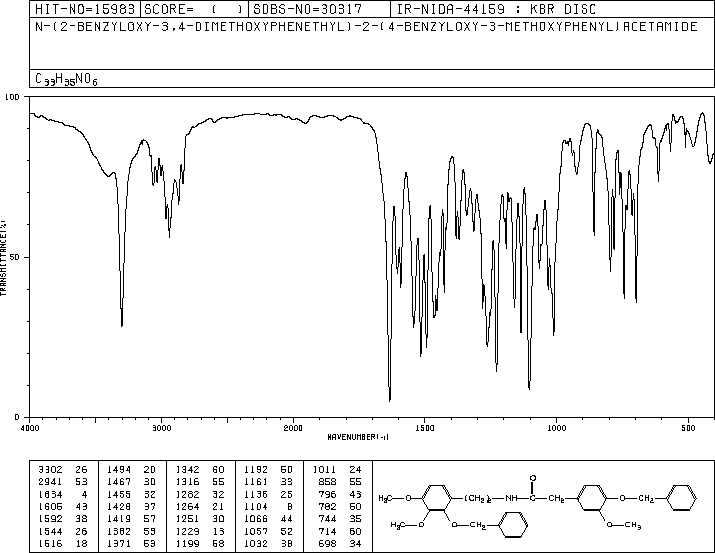 HIT-NO=15983 SCORE= ( ) SDBS-NO=30317 IR-NIDA-44159 : KBR DISC
N-(2-BENZYLOXY-3,4-DIMETHOXYPHENETHYL)-2-(4-BENZYLOXY-3-METHOXYPHENYL)ACETAMIDE
C33H35NO6
100
50
0
TRANSMITTANCE(%)
4000 3000 2000 1500 1000 500
WAVENUMBER(-1)
3302 26 1494 20 1342 60 1192 50 1011 24
2941 53 1467 30 1316 55 1161 33 858 55
1634 4 1455 32 1282 32 1136 25 796 43
1605 43 1428 37 1264 21 1104 8 782 50
1592 38 1419 57 1251 30 1066 44 744 35
1544 26 1382 55 1229 13 1057 52 714 60
1516 18 1371 53 1199 58 1032 38 698 34
O
CH3—O (CH2)2—NH—C—CH2 O—CH2
CH3—O O—CH2 O—CH3